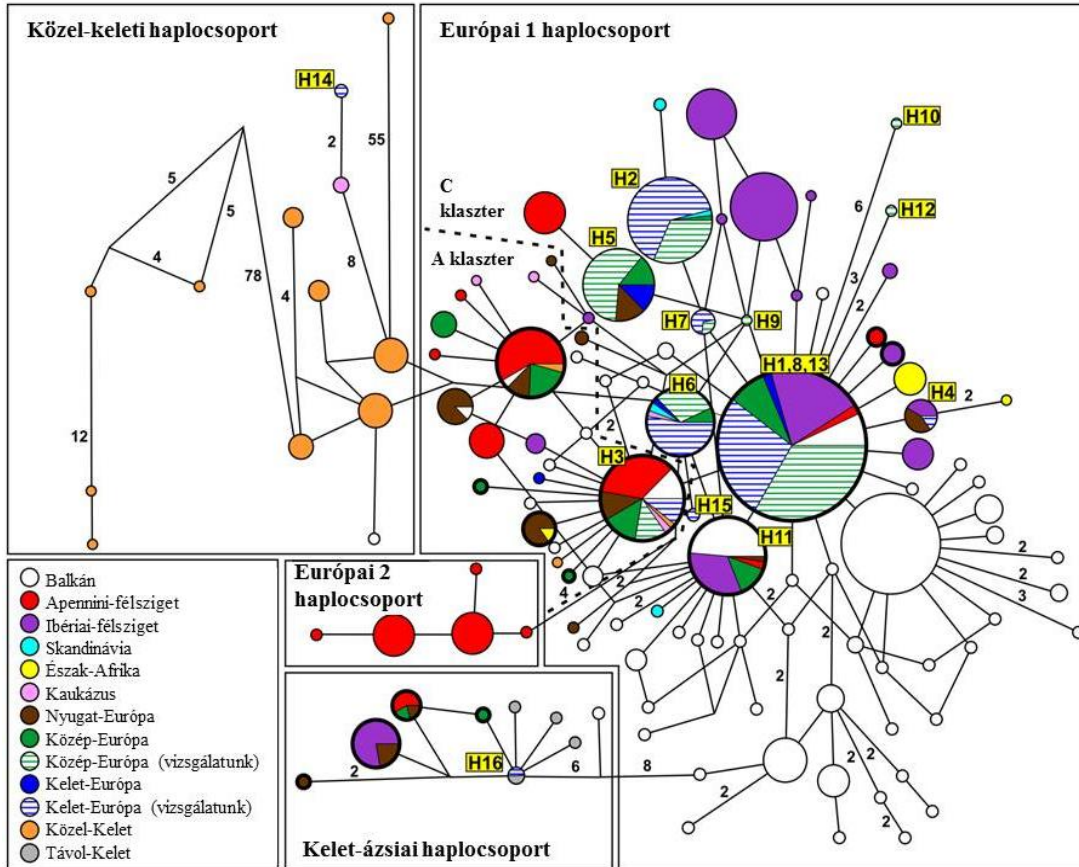 Közel-keleti haplocsoport
H14
2
55
5
5
4
78
4
8
12
Európai 1 haplocsoport
H10
H2
6
H12
C
klaszter
H5
3
2
A klaszter
H7
H9
H6
H1,8,13
H4
2
2
H3
H15
H11
2
2
2
4
2
2
3
2
2
2
2
2
2
2
2
Balkán
Apennini-félsziget
Ibériai-félsziget
Skandinávia
Észak-Afrika
Kaukázus
Nyugat-Európa
Közép-Európa
Közép-Európa (vizsgálatunk)
Kelet-Európa
Kelet-Európa (vizsgálatunk)
Közel-Kelet
Távol-Kelet
Európai 2
haplocsoport
H16
2
6
8
Kelet-ázsiai haplocsoport